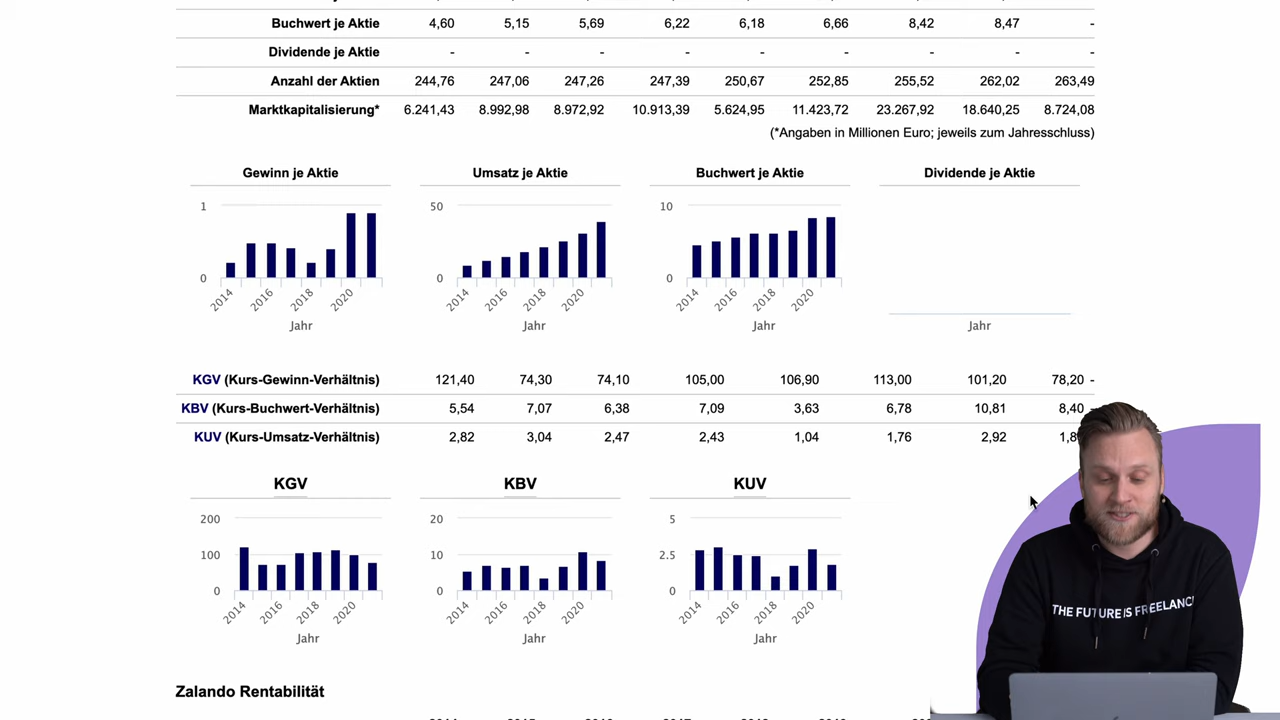 Buchwert je Aktie 4,60 5,15 5,69 6,22 6,18 6,66 8,42 8,47 -
Dividende je Aktie - - - - - - - - -
Anzahl der Aktien 244,76 247,06 247,26 247,39 250,67 252,85 255,52 262,02 263,49
Marktkapitalisierung* 6.241,43 8.992,98 8.972,92 10.913,39 5.624,95 11.423,72 23.267,92 18.640,25 8.724,08
(*Angaben in Millionen Euro; jeweils zum Jahresschluss)
Gewinn je Aktie Umsatz je Aktie Buchwert je Aktie Dividende je Aktie
1 50 10
0 0 0
2014 2016 2018 2020 2014 2016 2018 2020 2014 2016 2018 2020
Jahr Jahr Jahr Jahr
KGV (Kurs-Gewinn-Verhältnis) 121,40 74,30 74,10 105,00 106,90 113,00 101,20 78,20 -
KBV (Kurs-Buchwert-Verhältnis) 5,54 7,07 6,38 7,09 3,63 6,78 10,81 8,40 -
KUV (Kurs-Umsatz-Verhältnis) 2,82 3,04 2,47 2,43 1,04 1,76 2,92
KGV KBV KUV
200 20 5
100 10 2.5
0 0 0
2014 2016 2018 2020 2014 2016 2018 2020 2014 2016 2018 2020
Jahr Jahr Jahr
THE FUTURE IS FREELANCE
Zalando Rentabilität